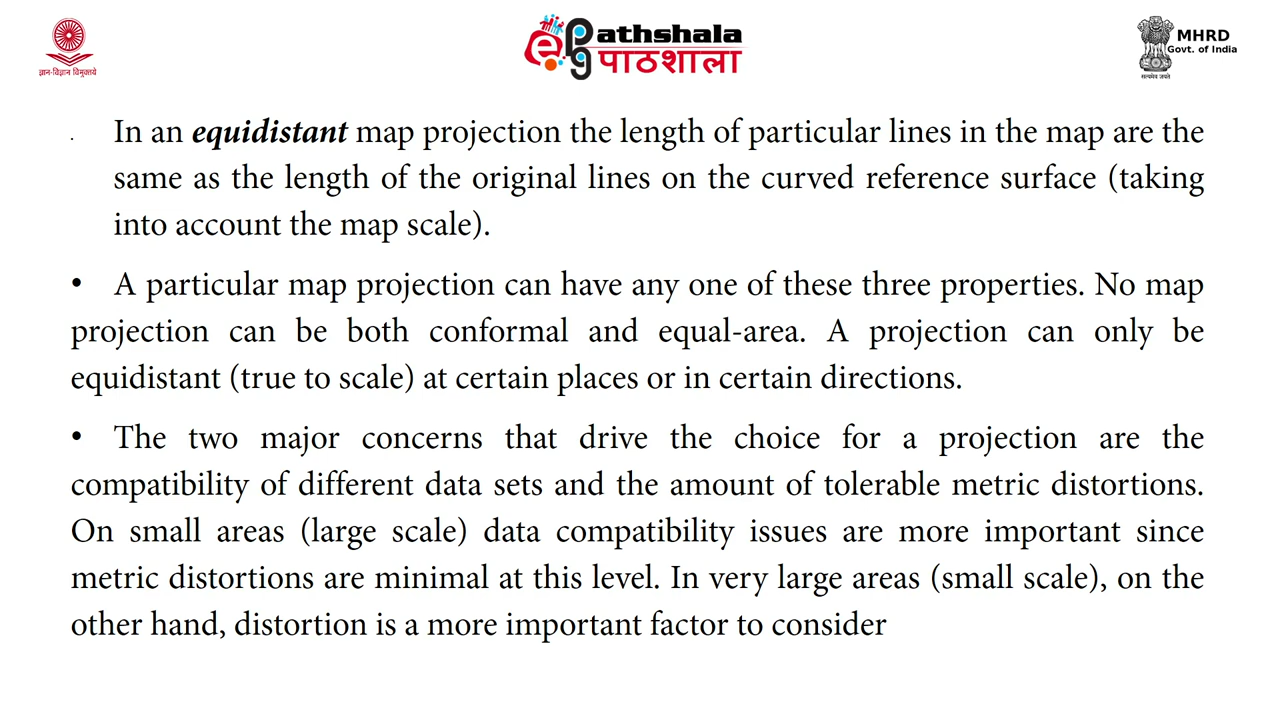 ज्ञान-विज्ञान विमुक्तये
ePathshala
पाठशाला
MHRD
Govt. of India
सत्यमेव जयते
. In an equidistant map projection the length of particular lines in the map are the
same as the length of the original lines on the curved reference surface (taking
into account the map scale).
• A particular map projection can have any one of these three properties. No map
projection can be both conformal and equal-area. A projection can only be
equidistant (true to scale) at certain places or in certain directions.
• The two major concerns that drive the choice for a projection are the
compatibility of different data sets and the amount of tolerable metric distortions.
On small areas (large scale) data compatibility issues are more important since
metric distortions are minimal at this level. In very large areas (small scale), on the
other hand, distortion is a more important factor to consider